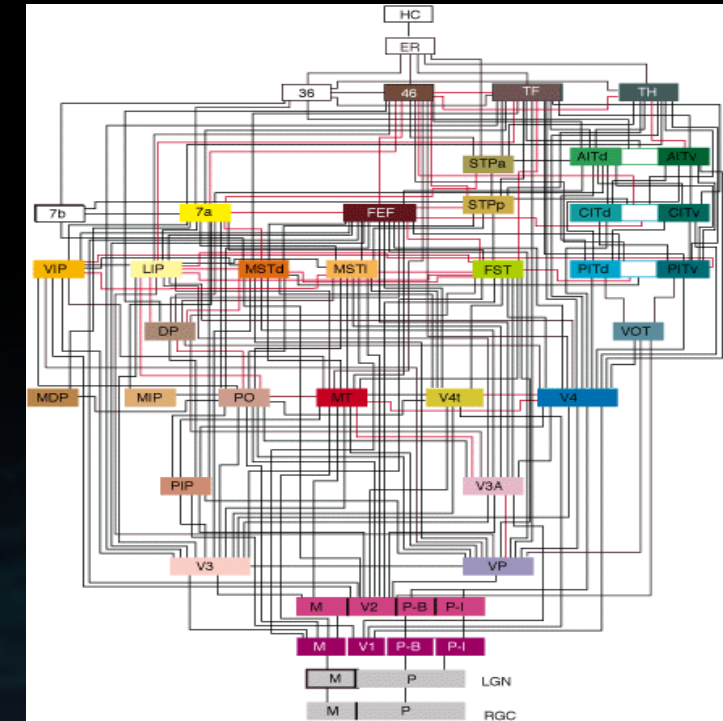 HC
ER
36 46 TF TH
STPa AITd AITv
7b 7a FEF STPp CITd CITv
VIP LIP MSTd MSTl FST PITd PITv
DP VOT
MDP MIP PO MT V4t V4
PIP V3A
V3 VP
M V2 P-B P-I
M V1 P-B P-I
M P LGN
M P RGC